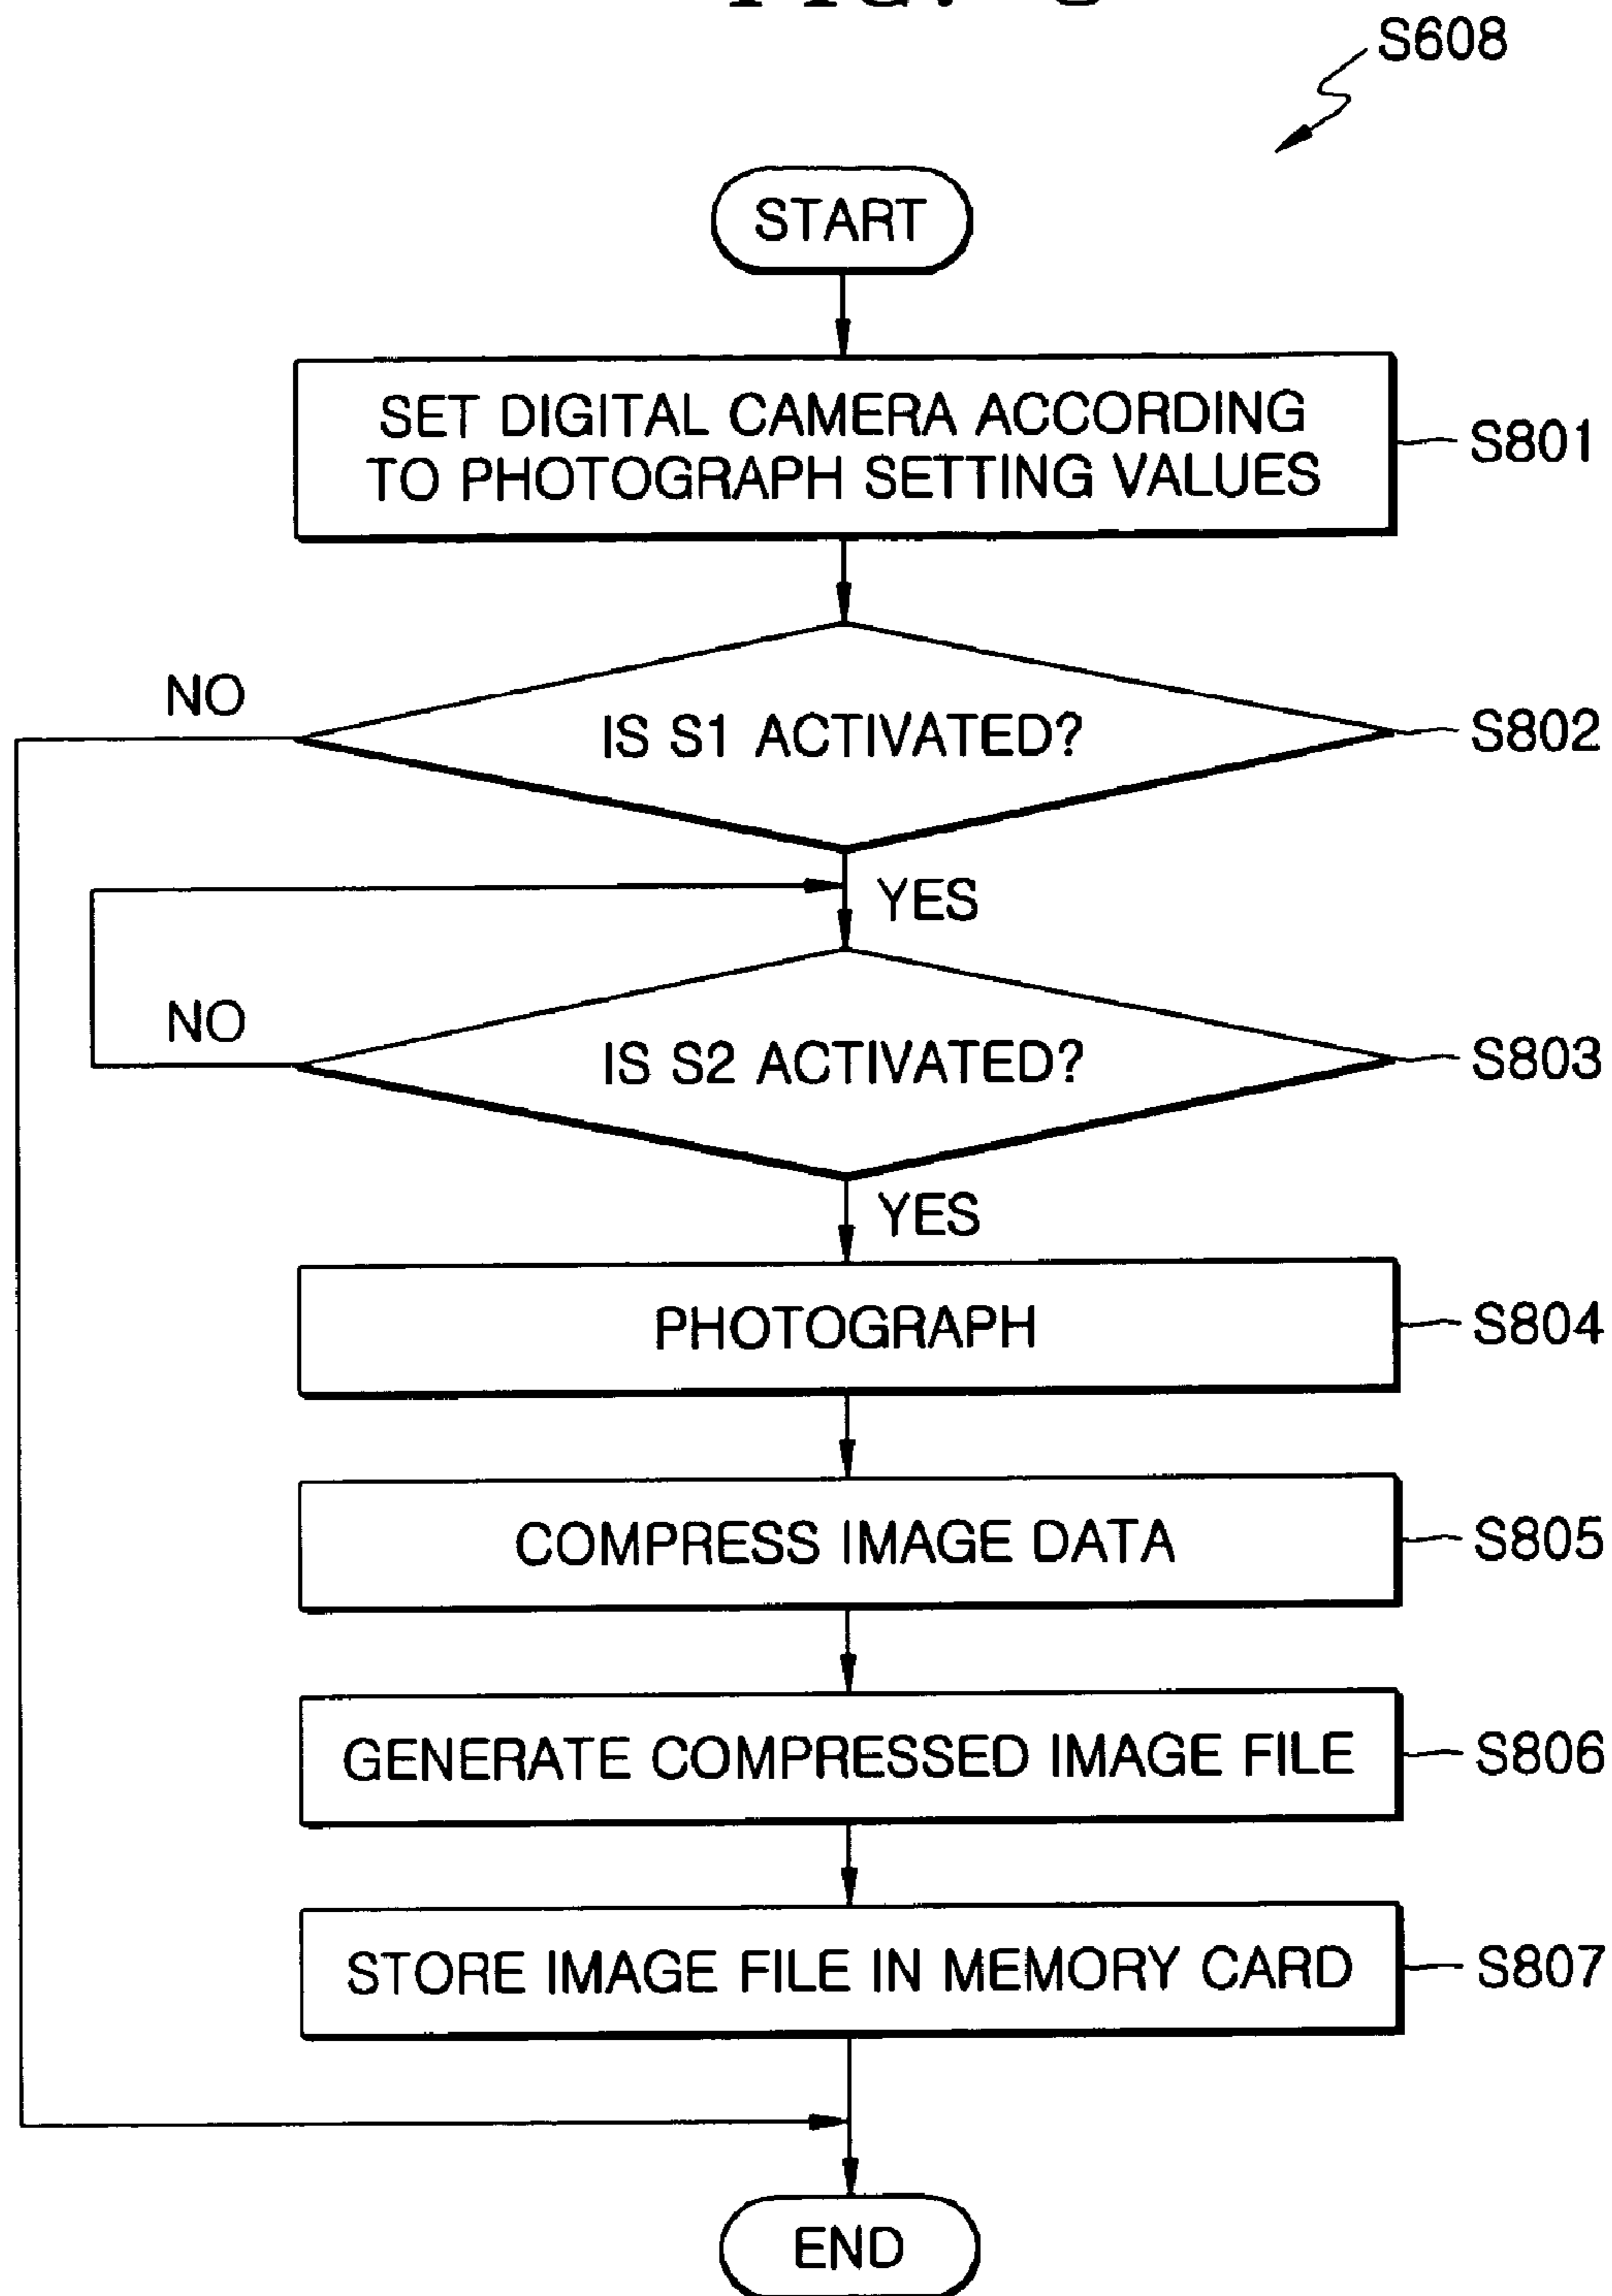 S608
START
SET DIGITAL CAMERA ACCORDING
TO PHOTOGRAPH SETTING VALUES
S801
NO
IS S1 ACTIVATED?
S802
YES
NO
IS S2 ACTIVATED?
S803
YES
PHOTOGRAPH
S804
COMPRESS IMAGE DATA
S805
GENERATE COMPRESSED IMAGE FILE
S806
STORE IMAGE FILE IN MEMORY CARD
S807
END